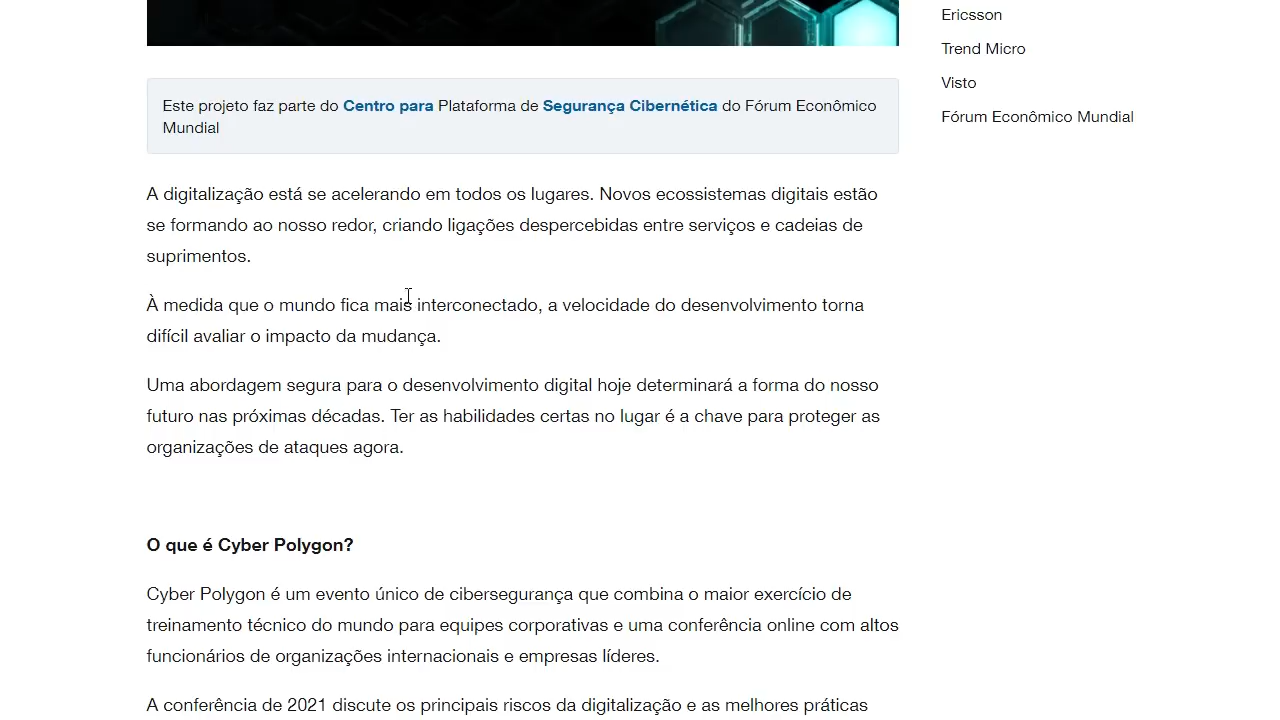 Ericsson
Trend Micro
Visto
Fórum Econômico Mundial
Este projeto faz parte do Centro para Plataforma de Segurança Cibernética do Fórum Econômico
Mundial
A digitalização está se acelerando em todos os lugares. Novos ecossistemas digitais estão
se formando ao nosso redor, criando ligações despercebidas entre serviços e cadeias de
suprimentos.
À medida que o mundo fica mais interconectado, a velocidade do desenvolvimento torna
difícil avaliar o impacto da mudança.
Uma abordagem segura para o desenvolvimento digital hoje determinará a forma do nosso
futuro nas próximas décadas. Ter as habilidades certas no lugar é a chave para proteger as
organizações de ataques agora.
O que é Cyber Polygon?
Cyber Polygon é um evento único de cibersegurança que combina o maior exercício de
treinamento técnico do mundo para equipes corporativas e uma conferência online com altos
funcionários de organizações internacionais e empresas líderes.
A conferência de 2021 discute os principais riscos da digitalização e as melhores práticas